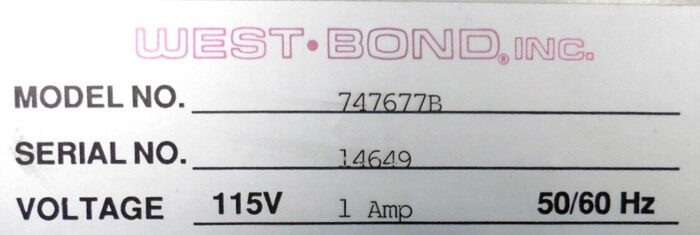 WEST·BOND® INC.
MODEL NO. 747677B
SERIAL NO. 14649
VOLTAGE 115V 1 Amp 50/60 Hz